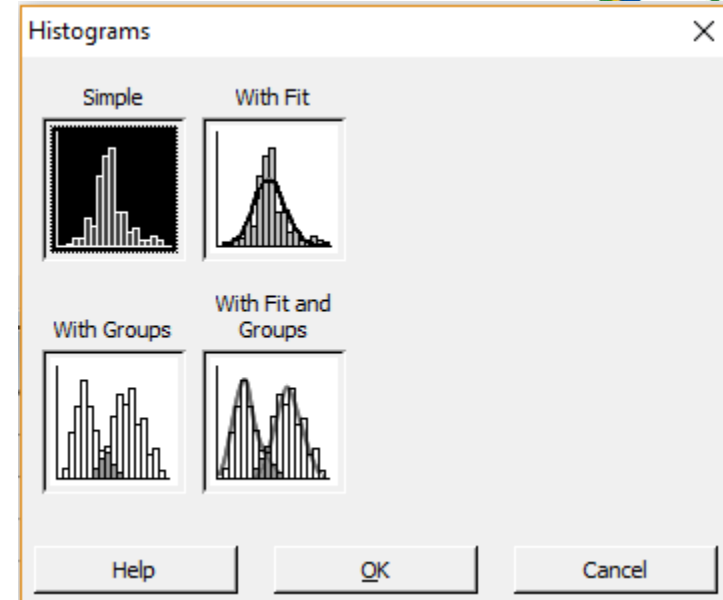 Histograms
Simple
With Fit
With Groups
With Fit and
Groups
Help
OK
Cancel